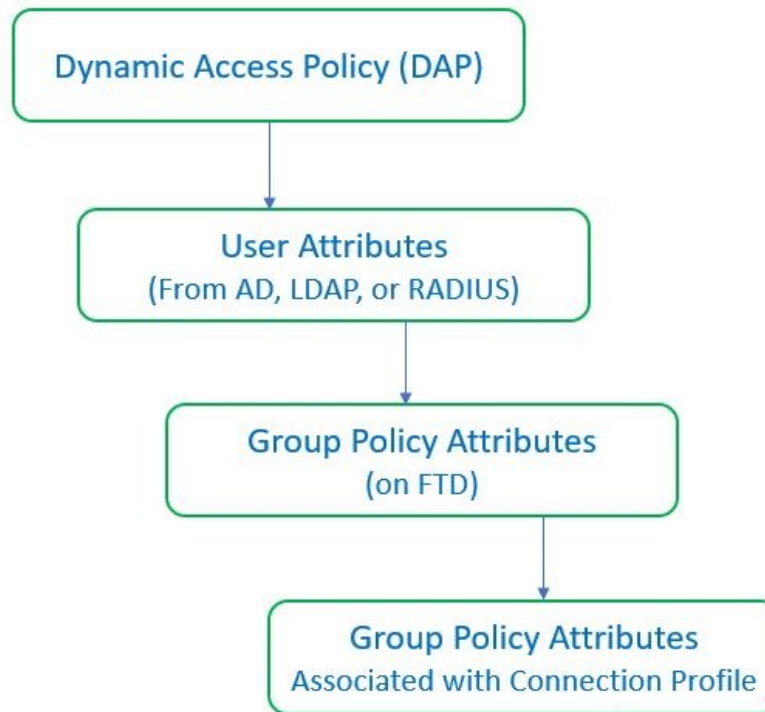 Dynamic Access Policy (DAP)
User Attributes
(From AD, LDAP, or RADIUS)
Group Policy Attributes
(on FTD)
Group Policy Attributes
Associated with Connection Profile